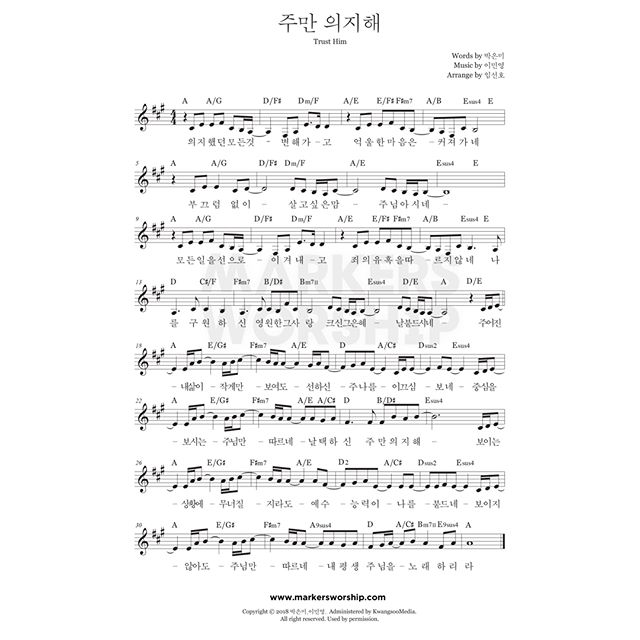 주만 의지해
Trust Him
Words by 박은미
Music by 이민영
Arrange by 임선호
A A/G D/F# Dm/F A/E E/F# F#m7 A/B Esus4 E
의지했던모든것 - 변해가 - 고 억울한마음은 - 커져가네
5 A A/G D/F# Dm/F A/E Esus4 E
부끄럼 없이 - 살고싶은맘 - 주님아시네 -
9 A A/G D/F# Dm/F A/E E/F# F#m7 A/B Esus4 E
모든일을선으로 - 이겨내 - 고 죄의유혹을따 - 르지않네 나
13 D C#/F F#m7 B/D# Bm7 Esus4 E
를 구원하신 영원한그사 랑 크신그은혜 날붙드시네 - 주어진
MARKERS WORSHIP
18 A E/G# F#m7 A/E D A/C# Dsus2 Esus4
- 내삶이 - 작게만 - 보여도 - 선하신 - 주나를 - 이끄심 - 보네 - 중심을
22 A E/G# F#m7 A/E A/C# D B/D# Esus4
- 보시는 - 주님만 - 따르네 - 날택하신 주만의지해 - 보이는
26 A E/G# F#m7 A/E D2 A/C# Dsus2 Esus4
- 상황에 - 무너질 - 지라도 - 예수 - 능력이 - 나를 - 붙드네 - 보이지
30 A E/G# F#m7 A9sus4 D A/C# Bm7 E9sus4 A
- 않아도 - 주님만 - 따르네 - 내평생 주님을 - 노래하리라
www.markersworship.com
Copyright © 2018 박은미,이민영. Administered by KwangsooMedia.
All right reserved. Used by permission.